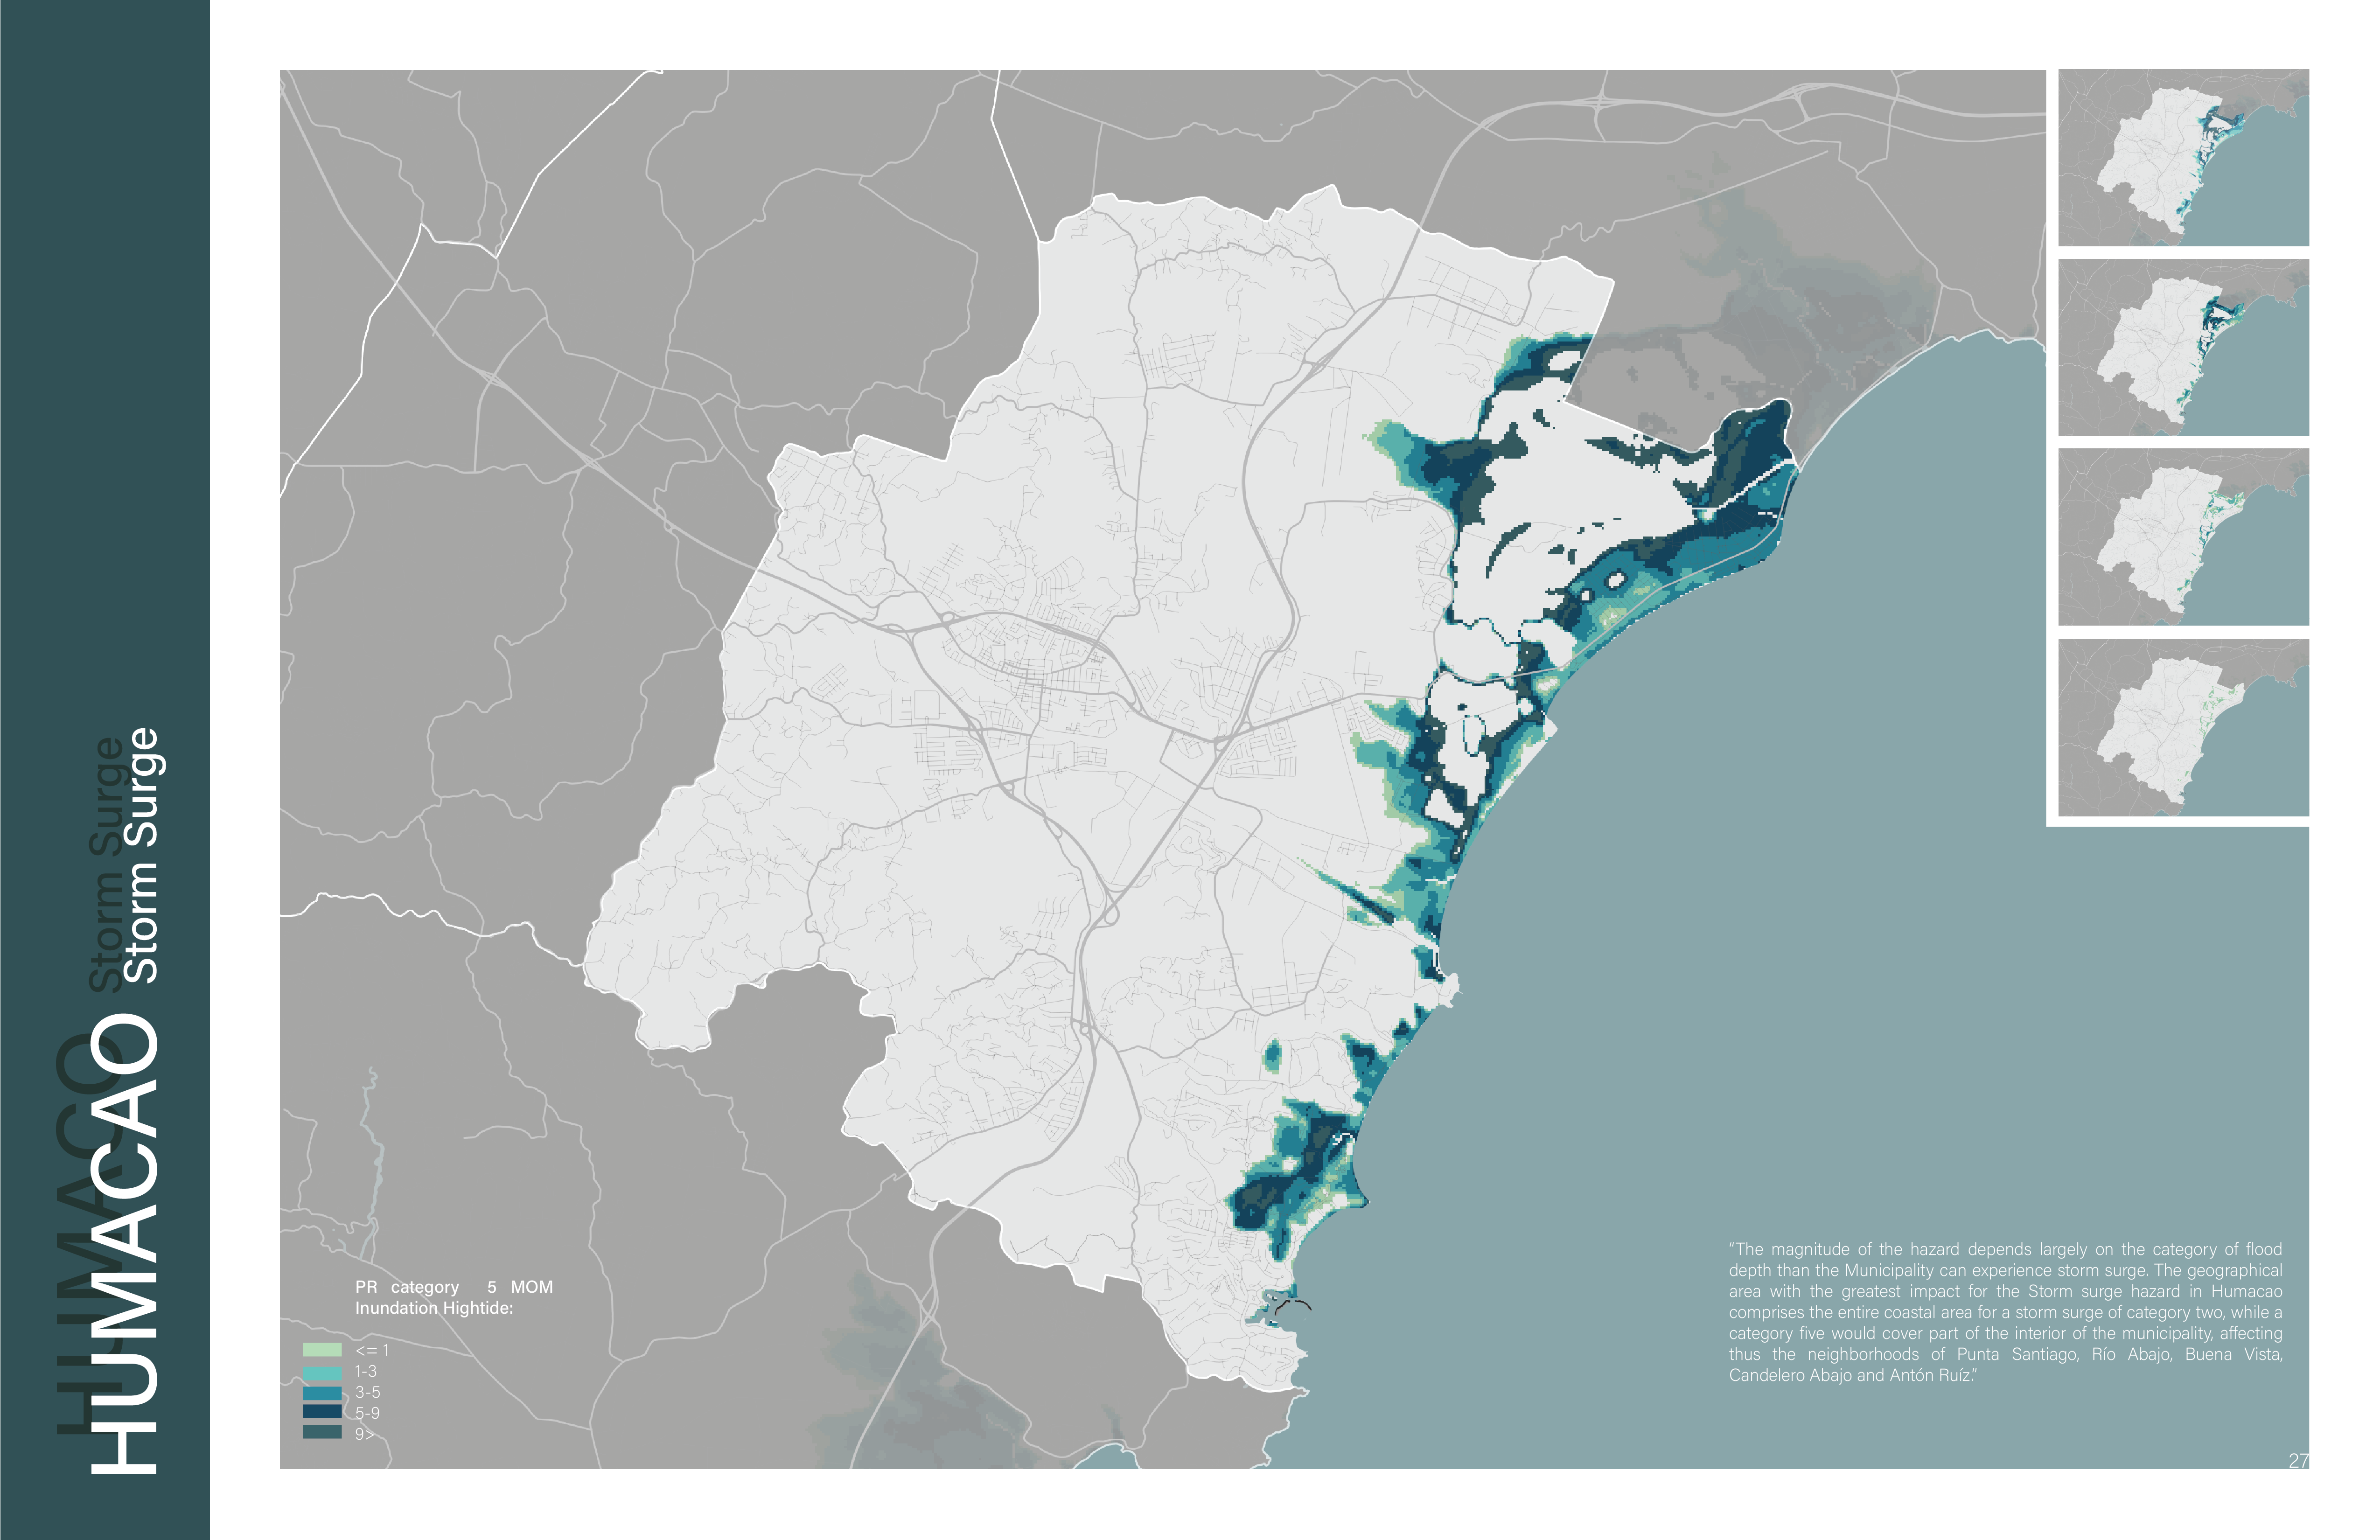 HUMACAO Storm Surge
HUMACAO Storm Surge
PR category 5 MOM
Inundation Hightide:
<= 1
1-3
3-5
5-9
9>
“The magnitude of the hazard depends largely on the category of flood
depth than the Municipality can experience storm surge. The geographical
area with the greatest impact for the Storm surge hazard in Humacao
comprises the entire coastal area for a storm surge of category two, while a
category five would cover part of the interior of the municipality, affecting
thus the neighborhoods of Punta Santiago, Río Abajo, Buena Vista,
Candelero Abajo and Antón Ruíz.”
27